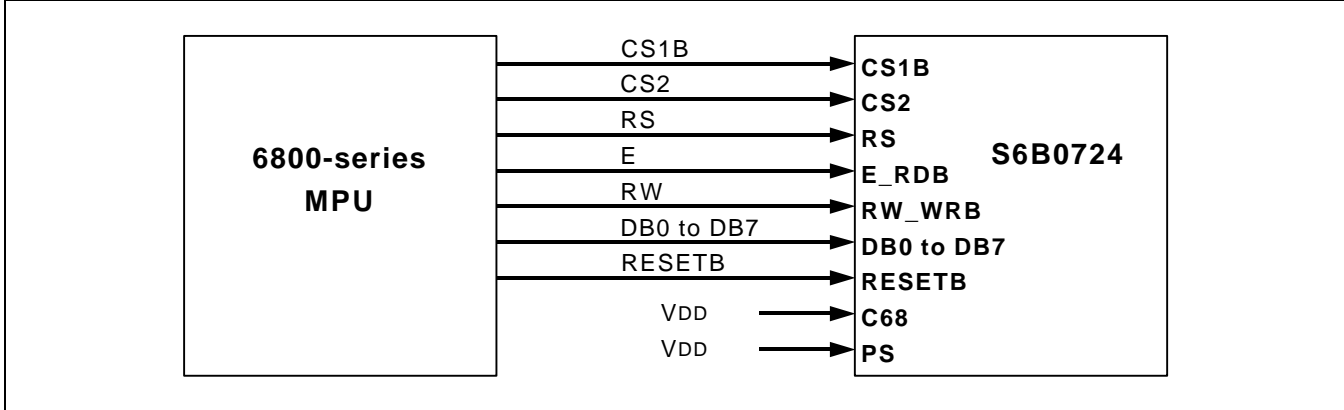 6800-series
MPU
CS1B
CS2
RS
E
RW
DB0 to DB7
RESETB
VDD
VDD
CS1B
CS2
RS
E_RDB
RW_WRB
DB0 to DB7
RESETB
C68
PS
S6B0724